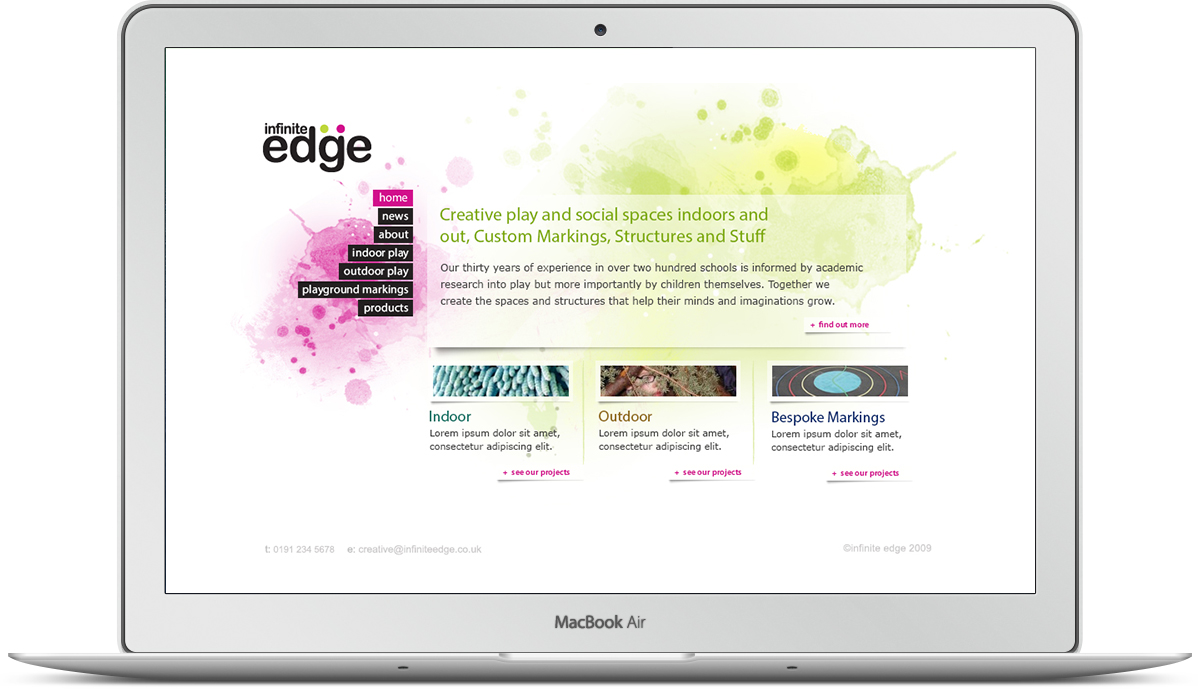 infinite
edge
home
news
about
indoor play
outdoor play
playground markings
products
Creative play and social spaces indoors and
out, Custom Markings, Structures and Stuff
Our thirty years of experience in over two hundred schools is informed by academic
research into play but more importantly by children themselves. Together we
create the spaces and structures that help their minds and imaginations grow.
+ find out more
Indoor
Lorem ipsum dolor sit amet,
consectetur adipiscing elit.
+ see our projects
Outdoor
Lorem ipsum dolor sit amet,
consectetur adipiscing elit.
+ see our projects
Bespoke Markings
Lorem ipsum dolor sit amet,
consectetur adipiscing elit.
+ see our projects
t: 0191 234 5678 e: creative@infiniteedge.co.uk
©infinite edge 2009
MacBook Air